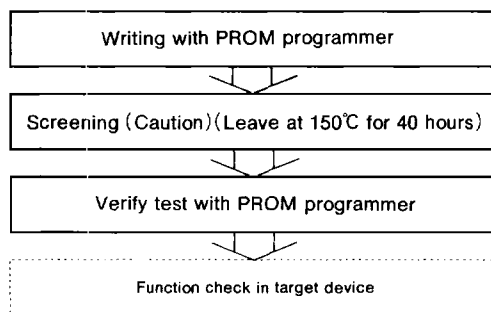 Writing with PROM programmer
Screening (Caution)(Leave at 150℃ for 40 hours)
Verify test with PROM programmer
Function check in target device